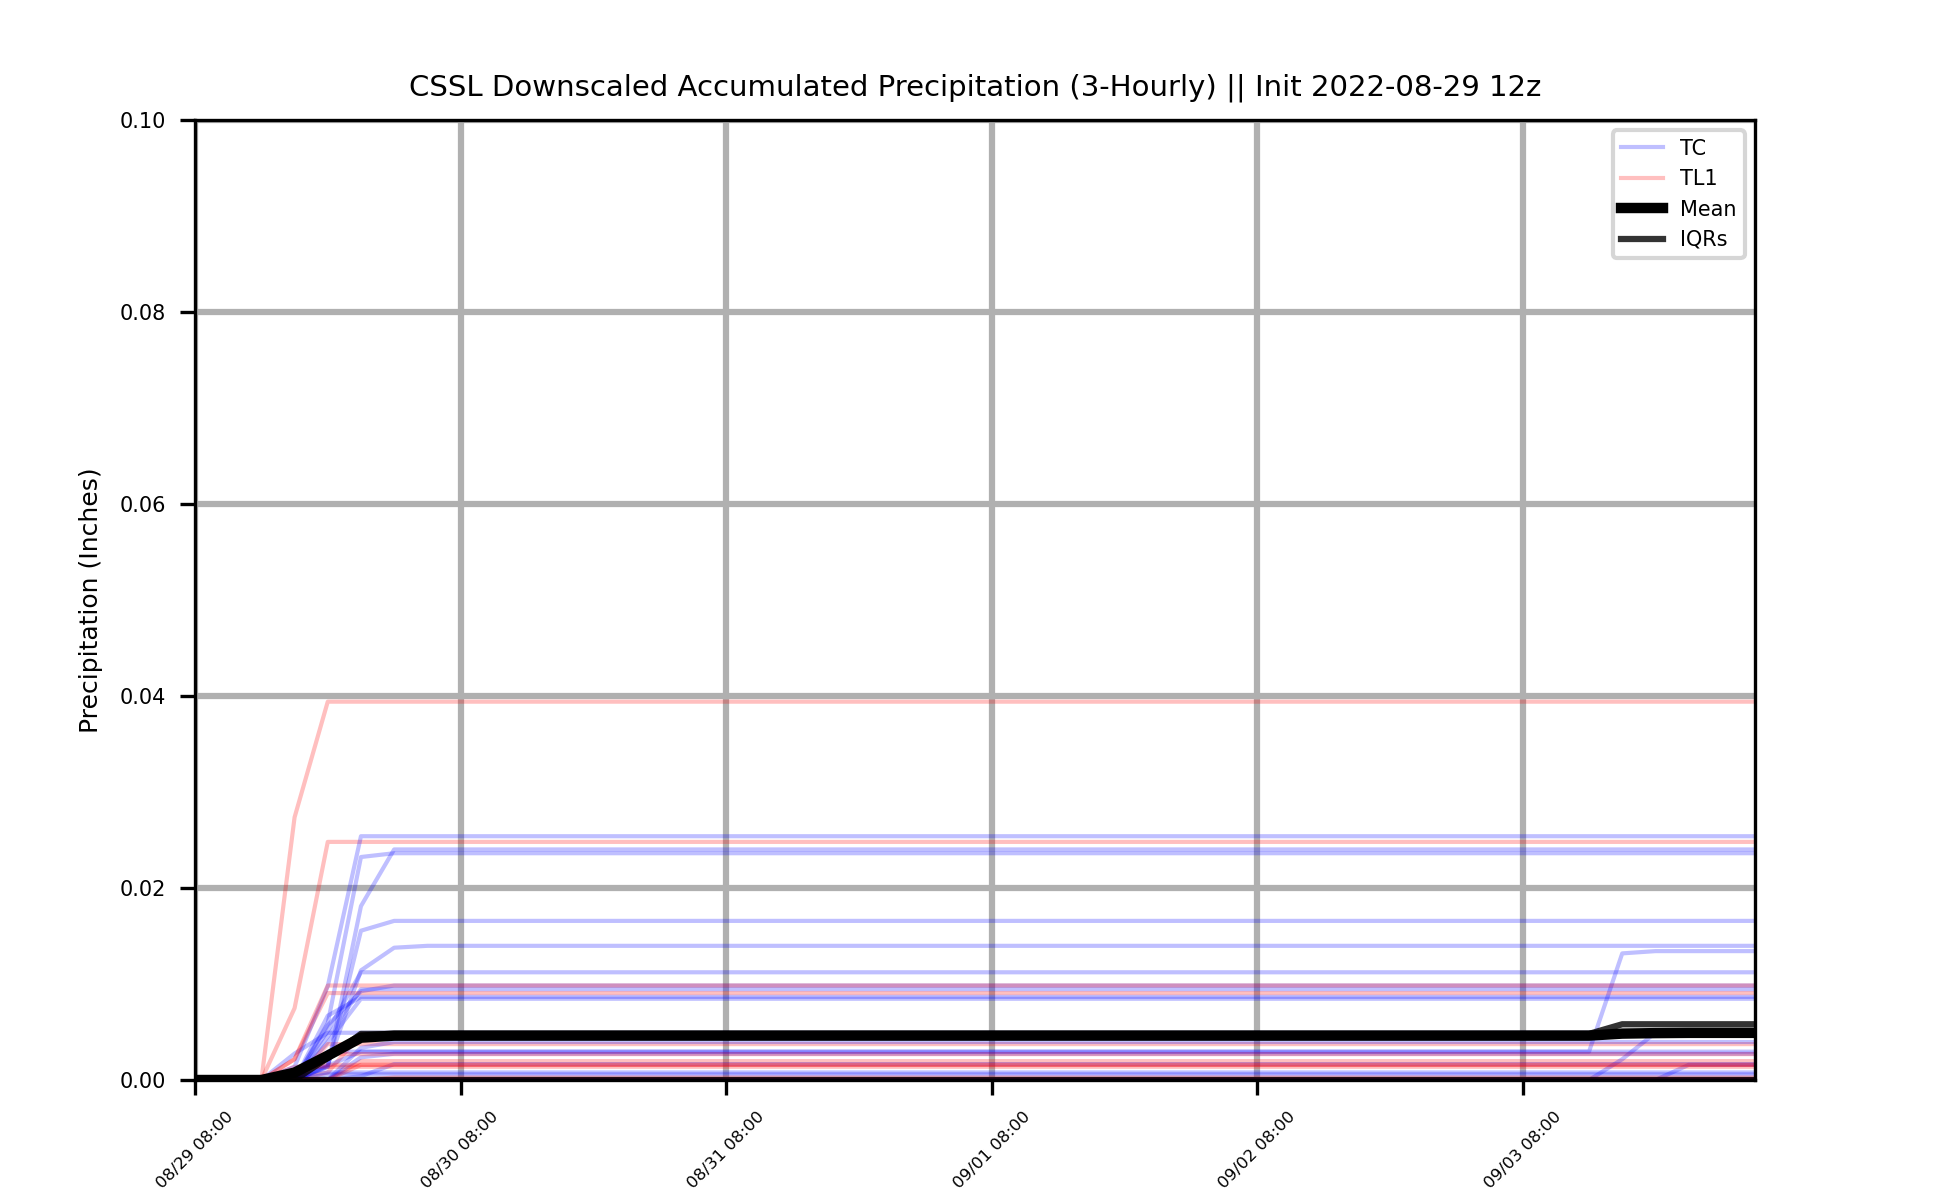 CSSL Downscaled Accumulated Precipitation (3-Hourly) || Init 2022-08-29 12z
TC
TL1
Mean
IQRs
Precipitation (Inches)
0.10
0.08
0.06
0.04
0.02
0.00
08/29 08:00
08/30 08:00
08/31 08:00
09/01 08:00
09/02 08:00
09/03 08:00